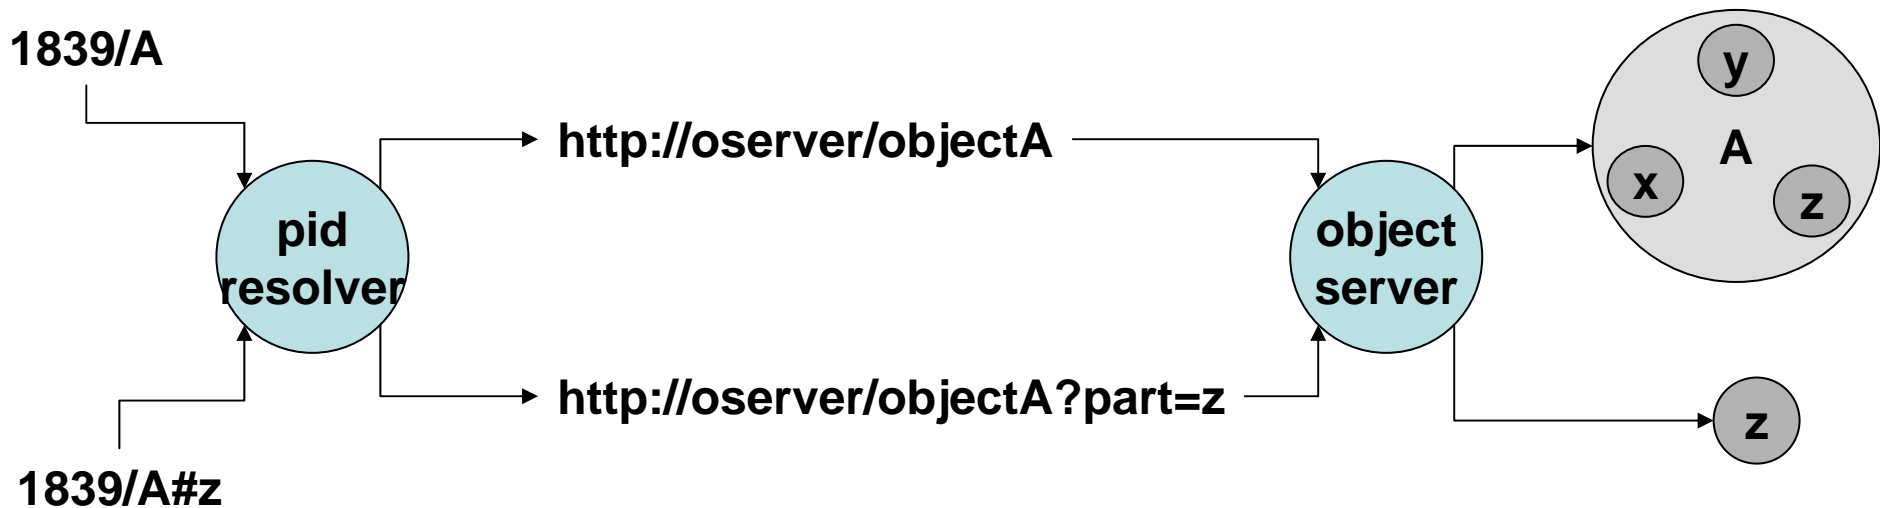 1839/A
pid
resolver
1839/A#z
http://oserver/objectA
http://oserver/objectA?part=z
object
server
y
A
x
z
z